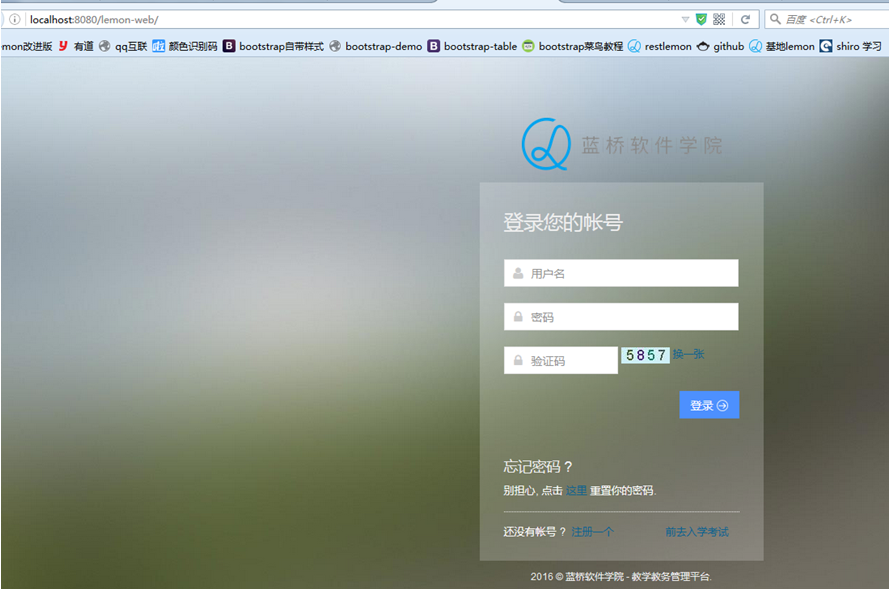 localhost:8080/lemon-web/
百度 <Ctrl+K>
mon改进版 有道 qq互联 颜色识别码 bootstrap自带样式 bootstrap-demo bootstrap-table bootstrap菜鸟教程 restlemon github 基地lemon shiro 学习
蓝桥软件学院
登录您的帐号
用户名
密码
验证码 5857 换一张
登录
忘记密码？
别担心, 点击 这里 重置你的密码.
还没有帐号？ 注册一个 前去入学考试
2016 © 蓝桥软件学院 - 教学教务管理平台.